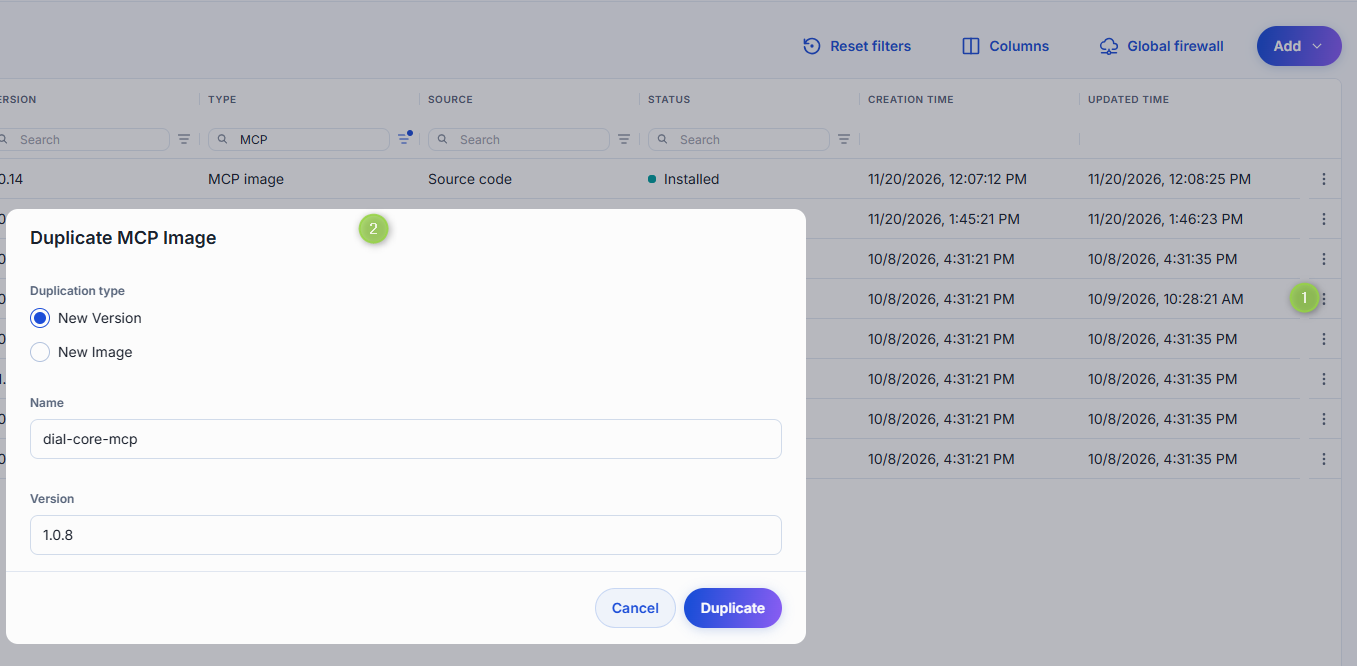 Reset filters Columns Global firewall Add
ERSION TYPE SOURCE STATUS CREATION TIME UPDATED TIME
Search MCP Search Search
0.14 MCP image Source code Installed 11/20/2026, 12:07:12 PM 11/20/2026, 12:08:25 PM
11/20/2026, 1:45:21 PM 11/20/2026, 1:46:23 PM
Duplicate MCP Image 2
10/8/2026, 4:31:21 PM 10/8/2026, 4:31:35 PM
Duplication type
10/8/2026, 4:31:21 PM 10/9/2026, 10:28:21 AM 1
New Version
10/8/2026, 4:31:21 PM 10/8/2026, 4:31:35 PM
New Image
10/8/2026, 4:31:21 PM 10/8/2026, 4:31:35 PM
Name
10/8/2026, 4:31:21 PM 10/8/2026, 4:31:35 PM
dial-core-mcp
10/8/2026, 4:31:21 PM 10/8/2026, 4:31:35 PM
Version
1.0.8
Cancel Duplicate